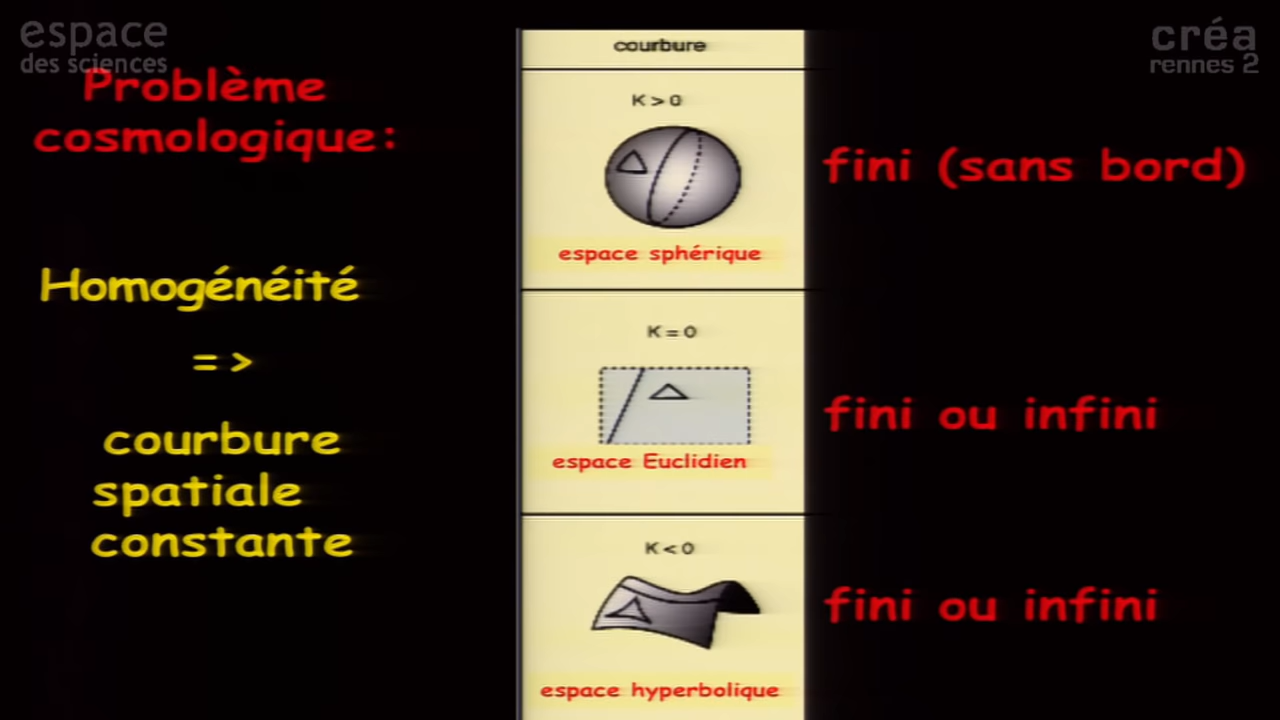 espace
des sciences
créa
rennes 2
Problème
cosmologique:
Homogénéité
=>
courbure
spatiale
constante
courbure
K > 0
espace sphérique
fini (sans bord)
K = 0
espace Euclidien
fini ou infini
K < 0
espace hyperbolique
fini ou infini